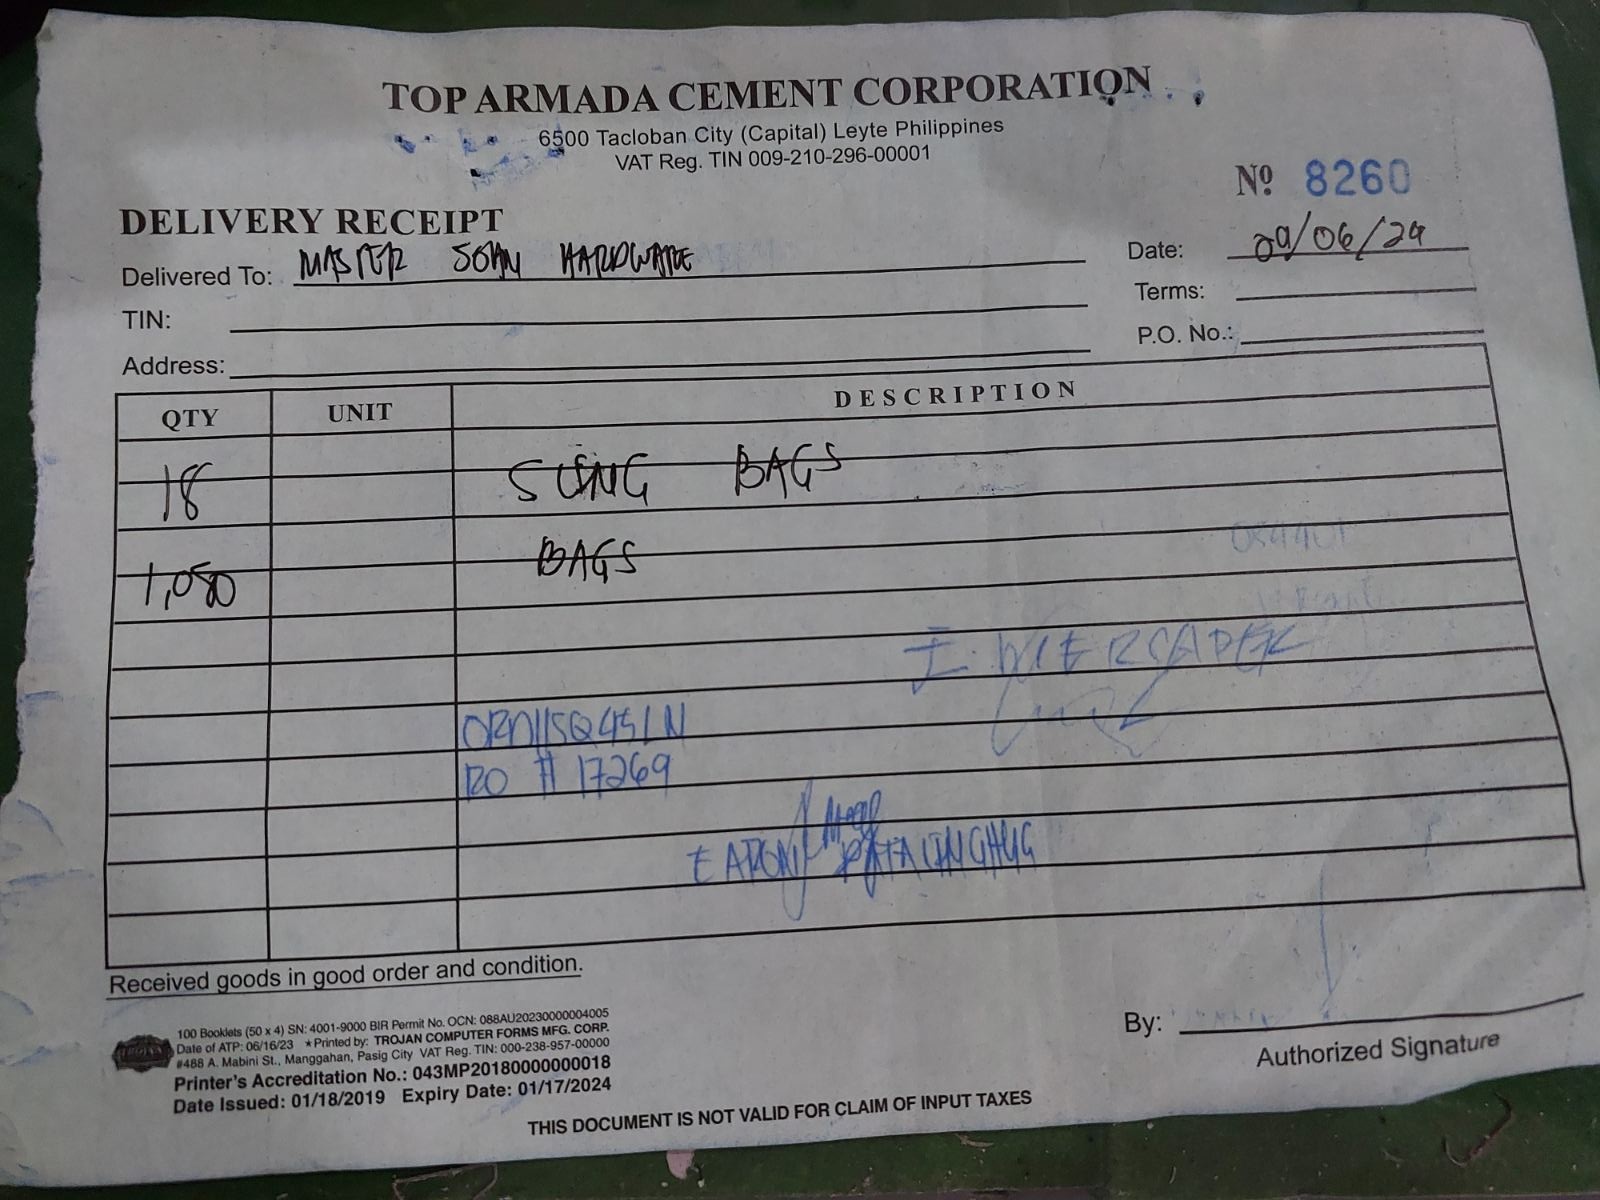 TOP ARMADA CEMENT CORPORATION
6500 Tacloban City (Capital) Leyte Philippines
VAT Reg. TIN 009-210-296-00001
Nº 8260
DELIVERY RECEIPT
Delivered To: MASTER JOHN HARDWARE
Date: 09/06/24
TIN:
Terms:
Address:
P.O. No.:
QTY UNIT DESCRIPTION
18 SLING BAGS
1,080 BAGS
RO # 17269
Received goods in good order and condition.
100 Booklets (50 x 4) SN: 4001-9000 BIR Permit No. OCN: 088AU20230000004005
Date of ATP: 06/16/23 ★Printed by: TROJAN COMPUTER FORMS MFG. CORP.
#488 A. Mabini St., Manggahan, Pasig City VAT Reg. TIN: 000-238-957-00000
Printer's Accreditation No.: 043MP20180000000018
Date Issued: 01/18/2019 Expiry Date: 01/17/2024
By:
Authorized Signature
THIS DOCUMENT IS NOT VALID FOR CLAIM OF INPUT TAXES